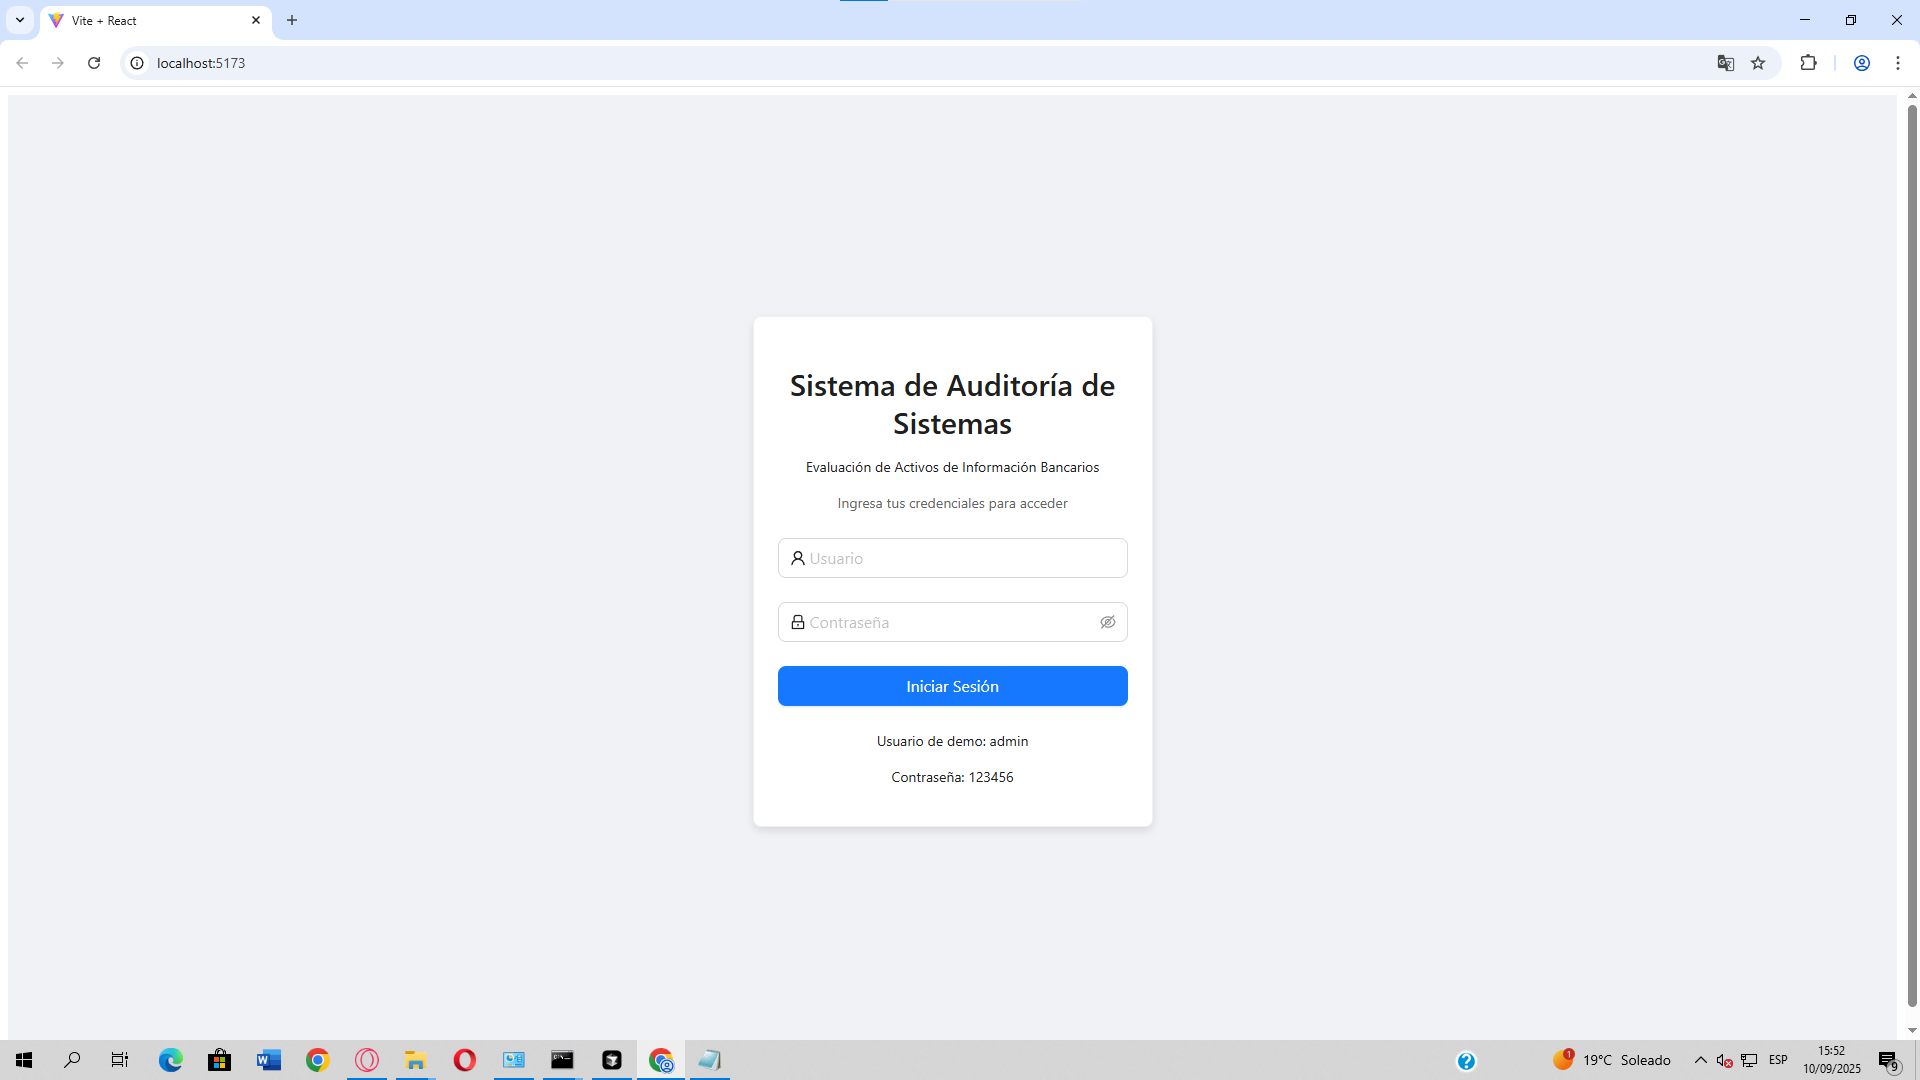 Vite + React
localhost:5173
Sistema de Auditoría de
Sistemas
Evaluación de Activos de Información Bancarios
Ingresa tus credenciales para acceder
Usuario
Contraseña
Iniciar Sesión
Usuario de demo: admin
Contraseña: 123456
1
19°C Soleado
ESP
15:52
10/09/2025
9